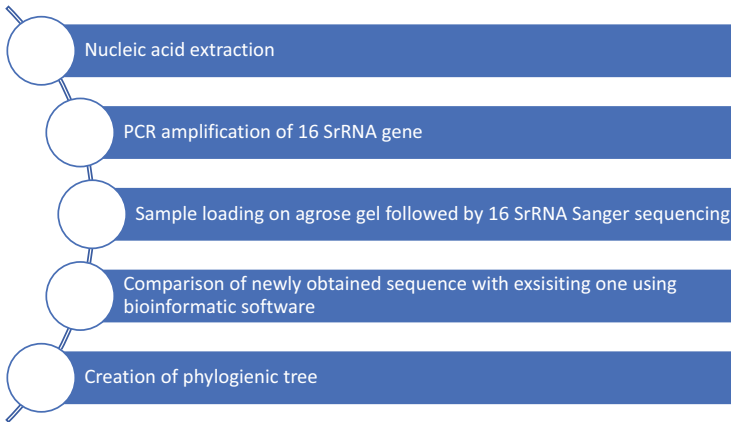 Nucleic acid extraction
PCR amplification of 16 SrRNA gene
Sample loading on agrose gel followed by 16 SrRNA Sanger sequencing
Comparison of newly obtained sequence with exsisiting one using
bioinformatic software
Creation of phylogienic tree